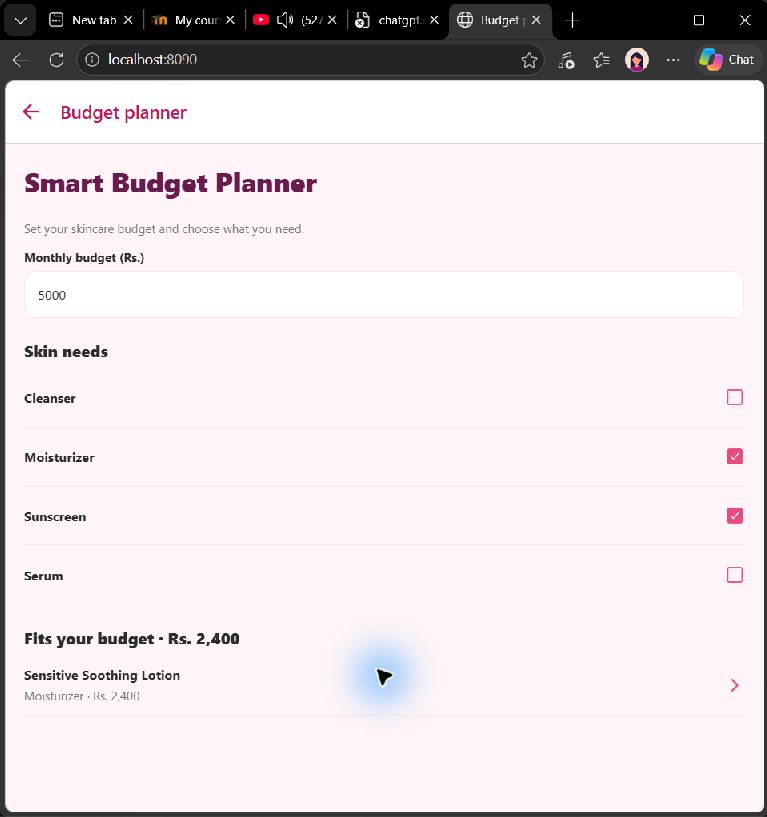 New tab My cour (52 chatgpt. Budget p
localhost:8090 Chat
Budget planner
Smart Budget Planner
Set your skincare budget and choose what you need.
Monthly budget (Rs.)
5000
Skin needs
Cleanser
Moisturizer
Sunscreen
Serum
Fits your budget · Rs. 2,400
Sensitive Soothing Lotion
Moisturizer · Rs. 2,400